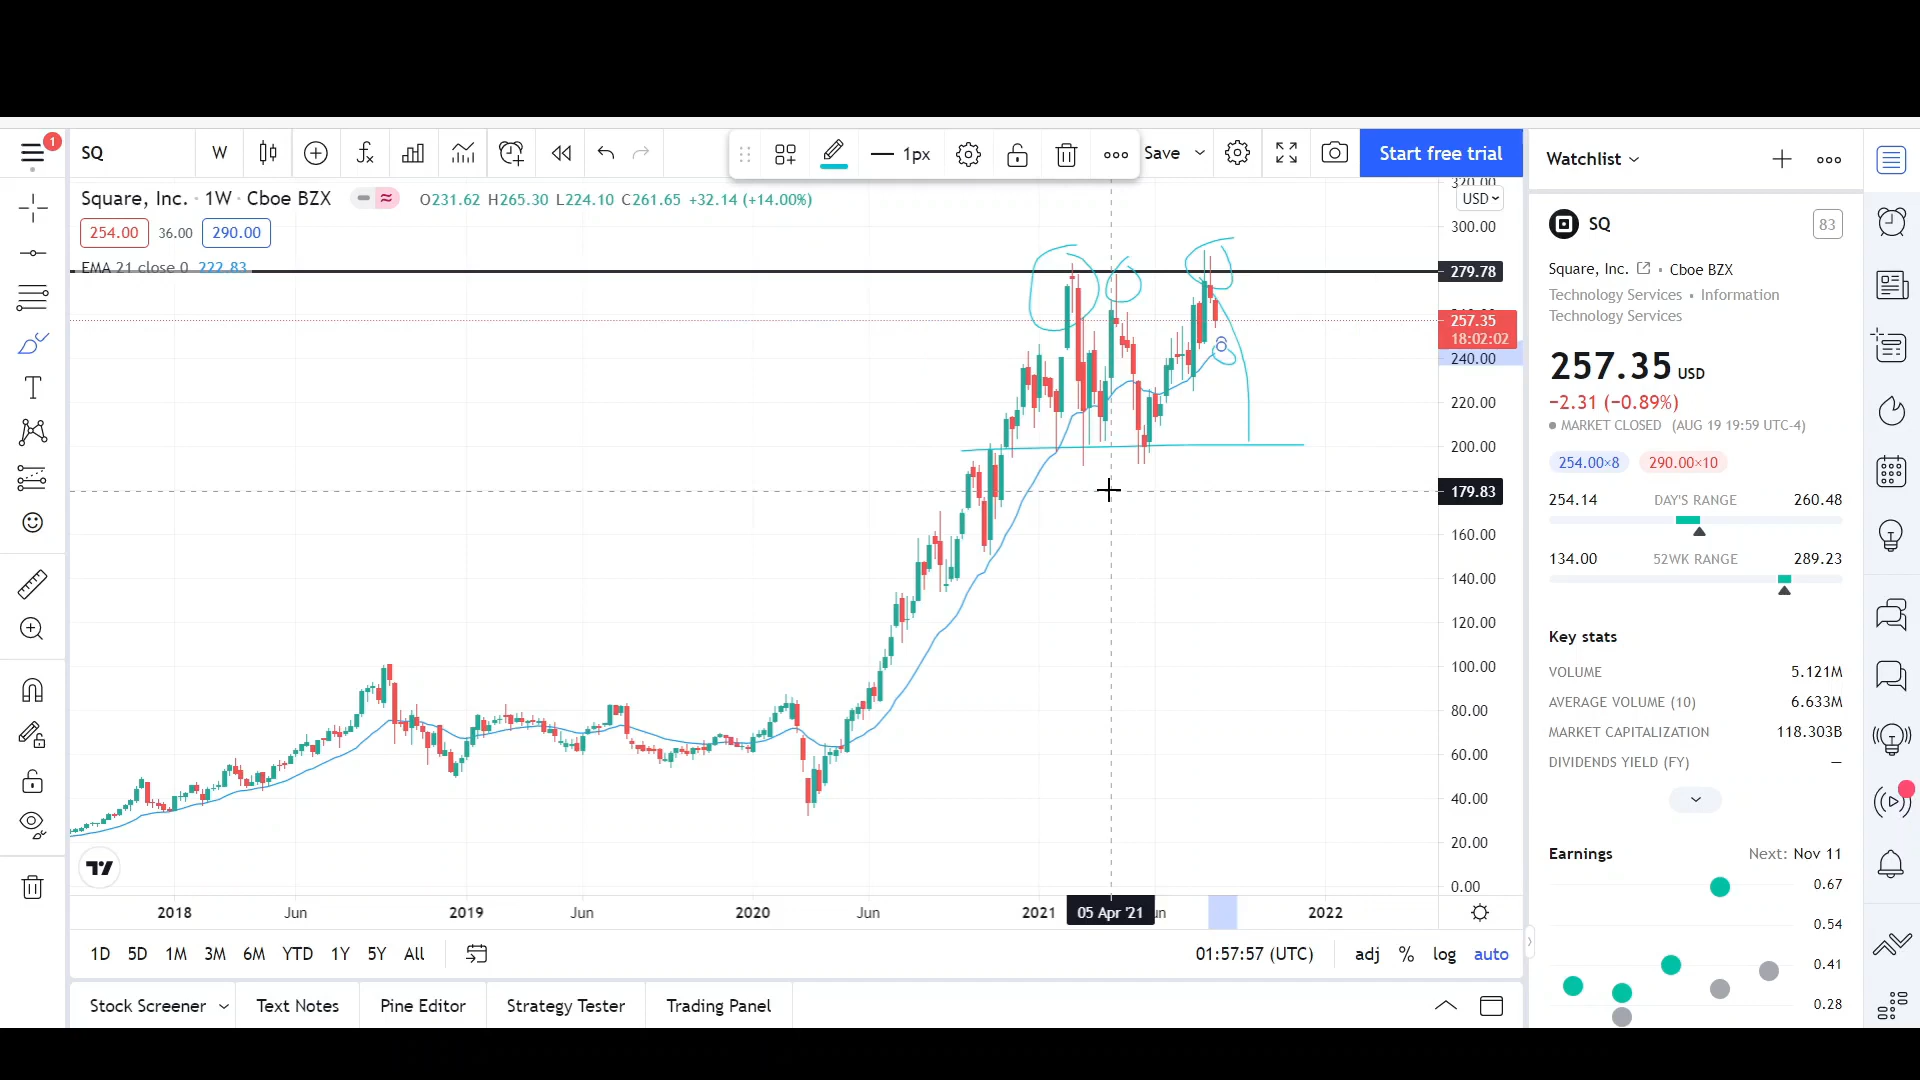 1
SQ
W
1px
Save
Start free trial
Watchlist
Square, Inc. · 1W · Cboe BZX
O231.62 H265.30 L224.10 C261.65 +32.14 (+14.00%)
254.00 36.00 290.00
EMA 21 close 0 222.83
320.00
USD
300.00
279.78
257.35
18:02:02
240.00
220.00
200.00
179.83
160.00
140.00
120.00
100.00
80.00
60.00
40.00
20.00
0.00
2018 Jun 2019 Jun 2020 Jun 2021 05 Apr '21 un 2022
1D 5D 1M 3M 6M YTD 1Y 5Y All
01:57:57 (UTC) adj % log auto
Stock Screener Text Notes Pine Editor Strategy Tester Trading Panel
SQ
83
Square, Inc. • Cboe BZX
Technology Services • Information
Technology Services
257.35 USD
−2.31 (−0.89%)
MARKET CLOSED (AUG 19 19:59 UTC-4)
254.00×8 290.00×10
254.14 DAY'S RANGE 260.48
134.00 52WK RANGE 289.23
Key stats
VOLUME 5.121M
AVERAGE VOLUME (10) 6.633M
MARKET CAPITALIZATION 118.303B
DIVIDENDS YIELD (FY) —
Earnings Next: Nov 11
0.67
0.54
0.41
0.28